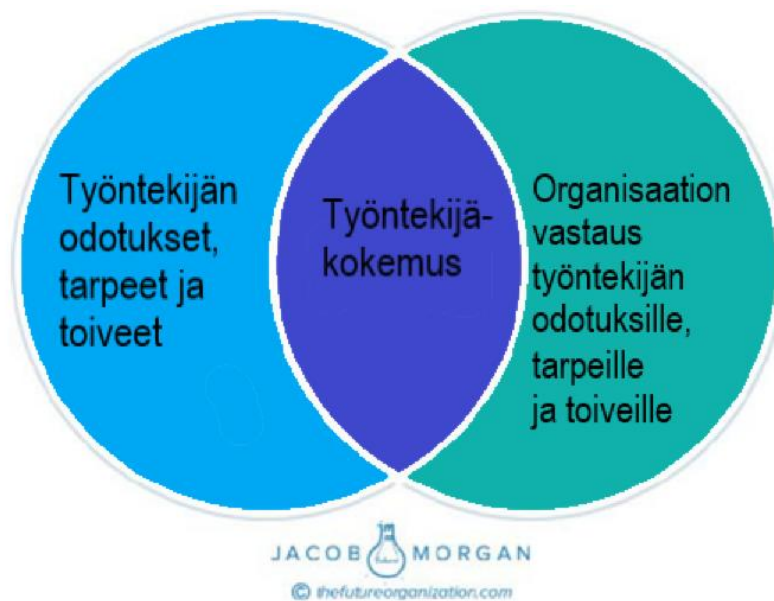 Työntekijän
odotukset,
tarpeet ja
toiveet
Työntekijä-
kokemus
Organisaation
vastaus
työntekijän
odotuksille,
tarpeille
ja toiveille
JACOB MORGAN
© thefutureorganization.com